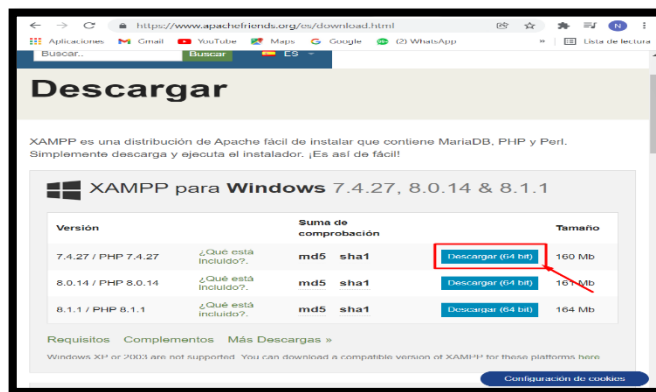 https://www.apachefriends.org/es/download.html
N
Aplicaciones Gmail YouTube Maps Google (2) WhatsApp » Lista de lectura
Buscar.. Buscar ES
Descargar
XAMPP es una distribución de Apache fácil de instalar que contiene MariaDB, PHP y Perl.
Simplemente descarga y ejecuta el instalador. ¡Es así de fácil!
XAMPP para Windows 7.4.27, 8.0.14 & 8.1.1
Versión Suma de comprobación Tamaño
7.4.27 / PHP 7.4.27 ¿Qué está incluido?. md5 sha1 Descargar (64 bit) 160 Mb
8.0.14 / PHP 8.0.14 ¿Qué está incluido?. md5 sha1 Descargar (64 bit) 161 Mb
8.1.1 / PHP 8.1.1 ¿Qué está incluido?. md5 sha1 Descargar (64 bit) 164 Mb
Requisitos Complementos Más Descargas »
Windows XP or 2003 are not supported. You can download a compatible version of XAMPP for these platforms here
Configuración de cookies